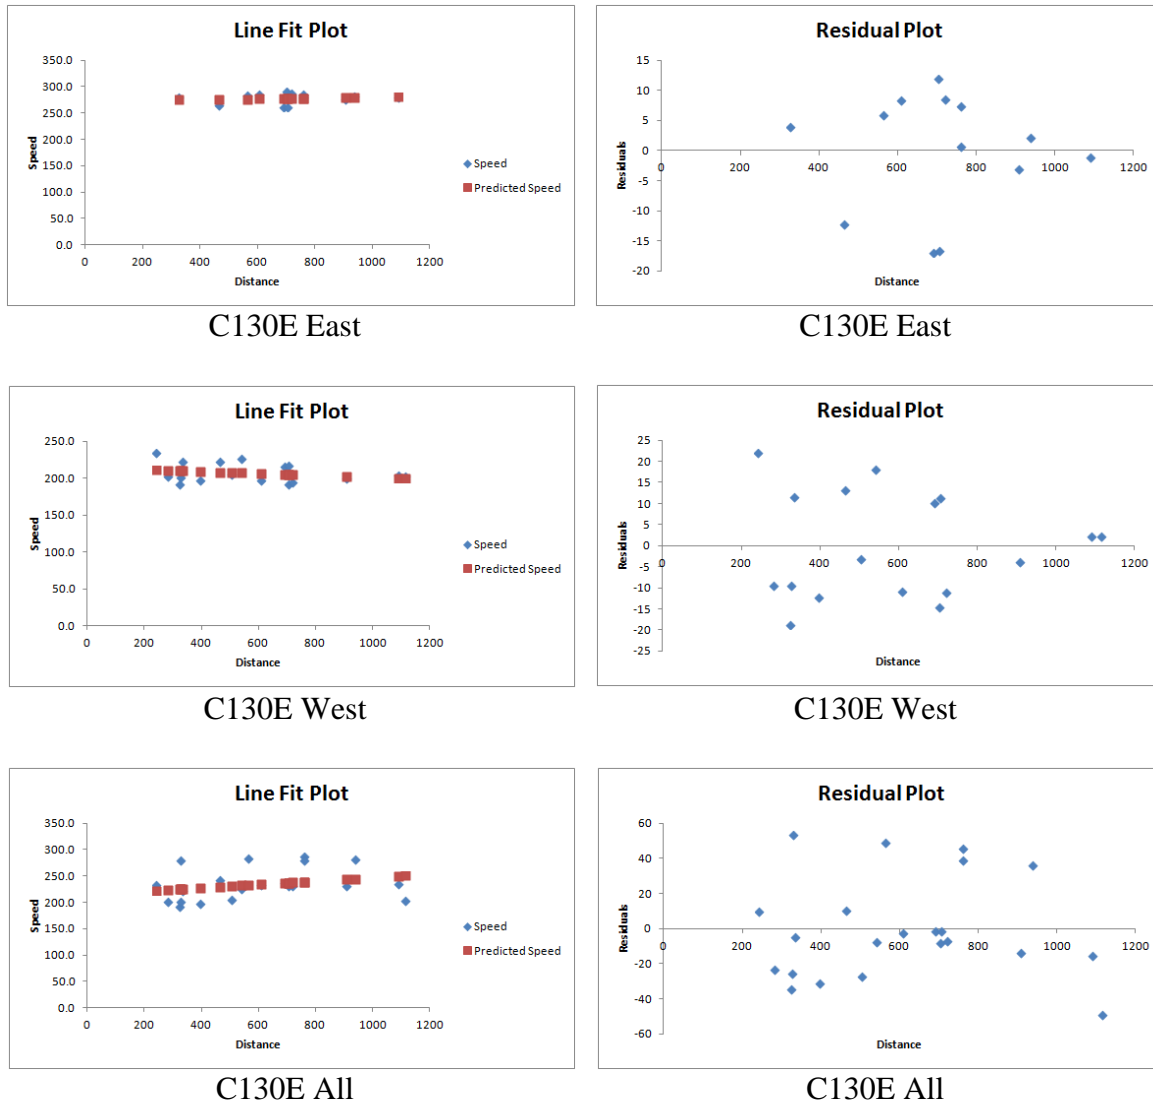 Line Fit Plot
350.0
300.0
250.0
200.0
150.0
100.0
50.0
0.0
0 200 400 600 800 1000 1200
Speed
Distance
Speed
Predicted Speed
C130E East
Residual Plot
15
10
5
0
-5
-10
-15
-20
0 200 400 600 800 1000 1200
Residuals
Distance
C130E East
Line Fit Plot
250.0
200.0
150.0
100.0
50.0
0.0
0 200 400 600 800 1000 1200
Speed
Distance
Speed
Predicted Speed
C130E West
Residual Plot
25
20
15
10
5
0
-5
-10
-15
-20
-25
0 200 400 600 800 1000 1200
Residuals
Distance
C130E West
Line Fit Plot
350.0
300.0
250.0
200.0
150.0
100.0
50.0
0.0
0 200 400 600 800 1000 1200
Speed
Distance
Speed
Predicted Speed
C130E All
Residual Plot
60
40
20
0
-20
-40
-60
0 200 400 600 800 1000 1200
Residuals
Distance
C130E All